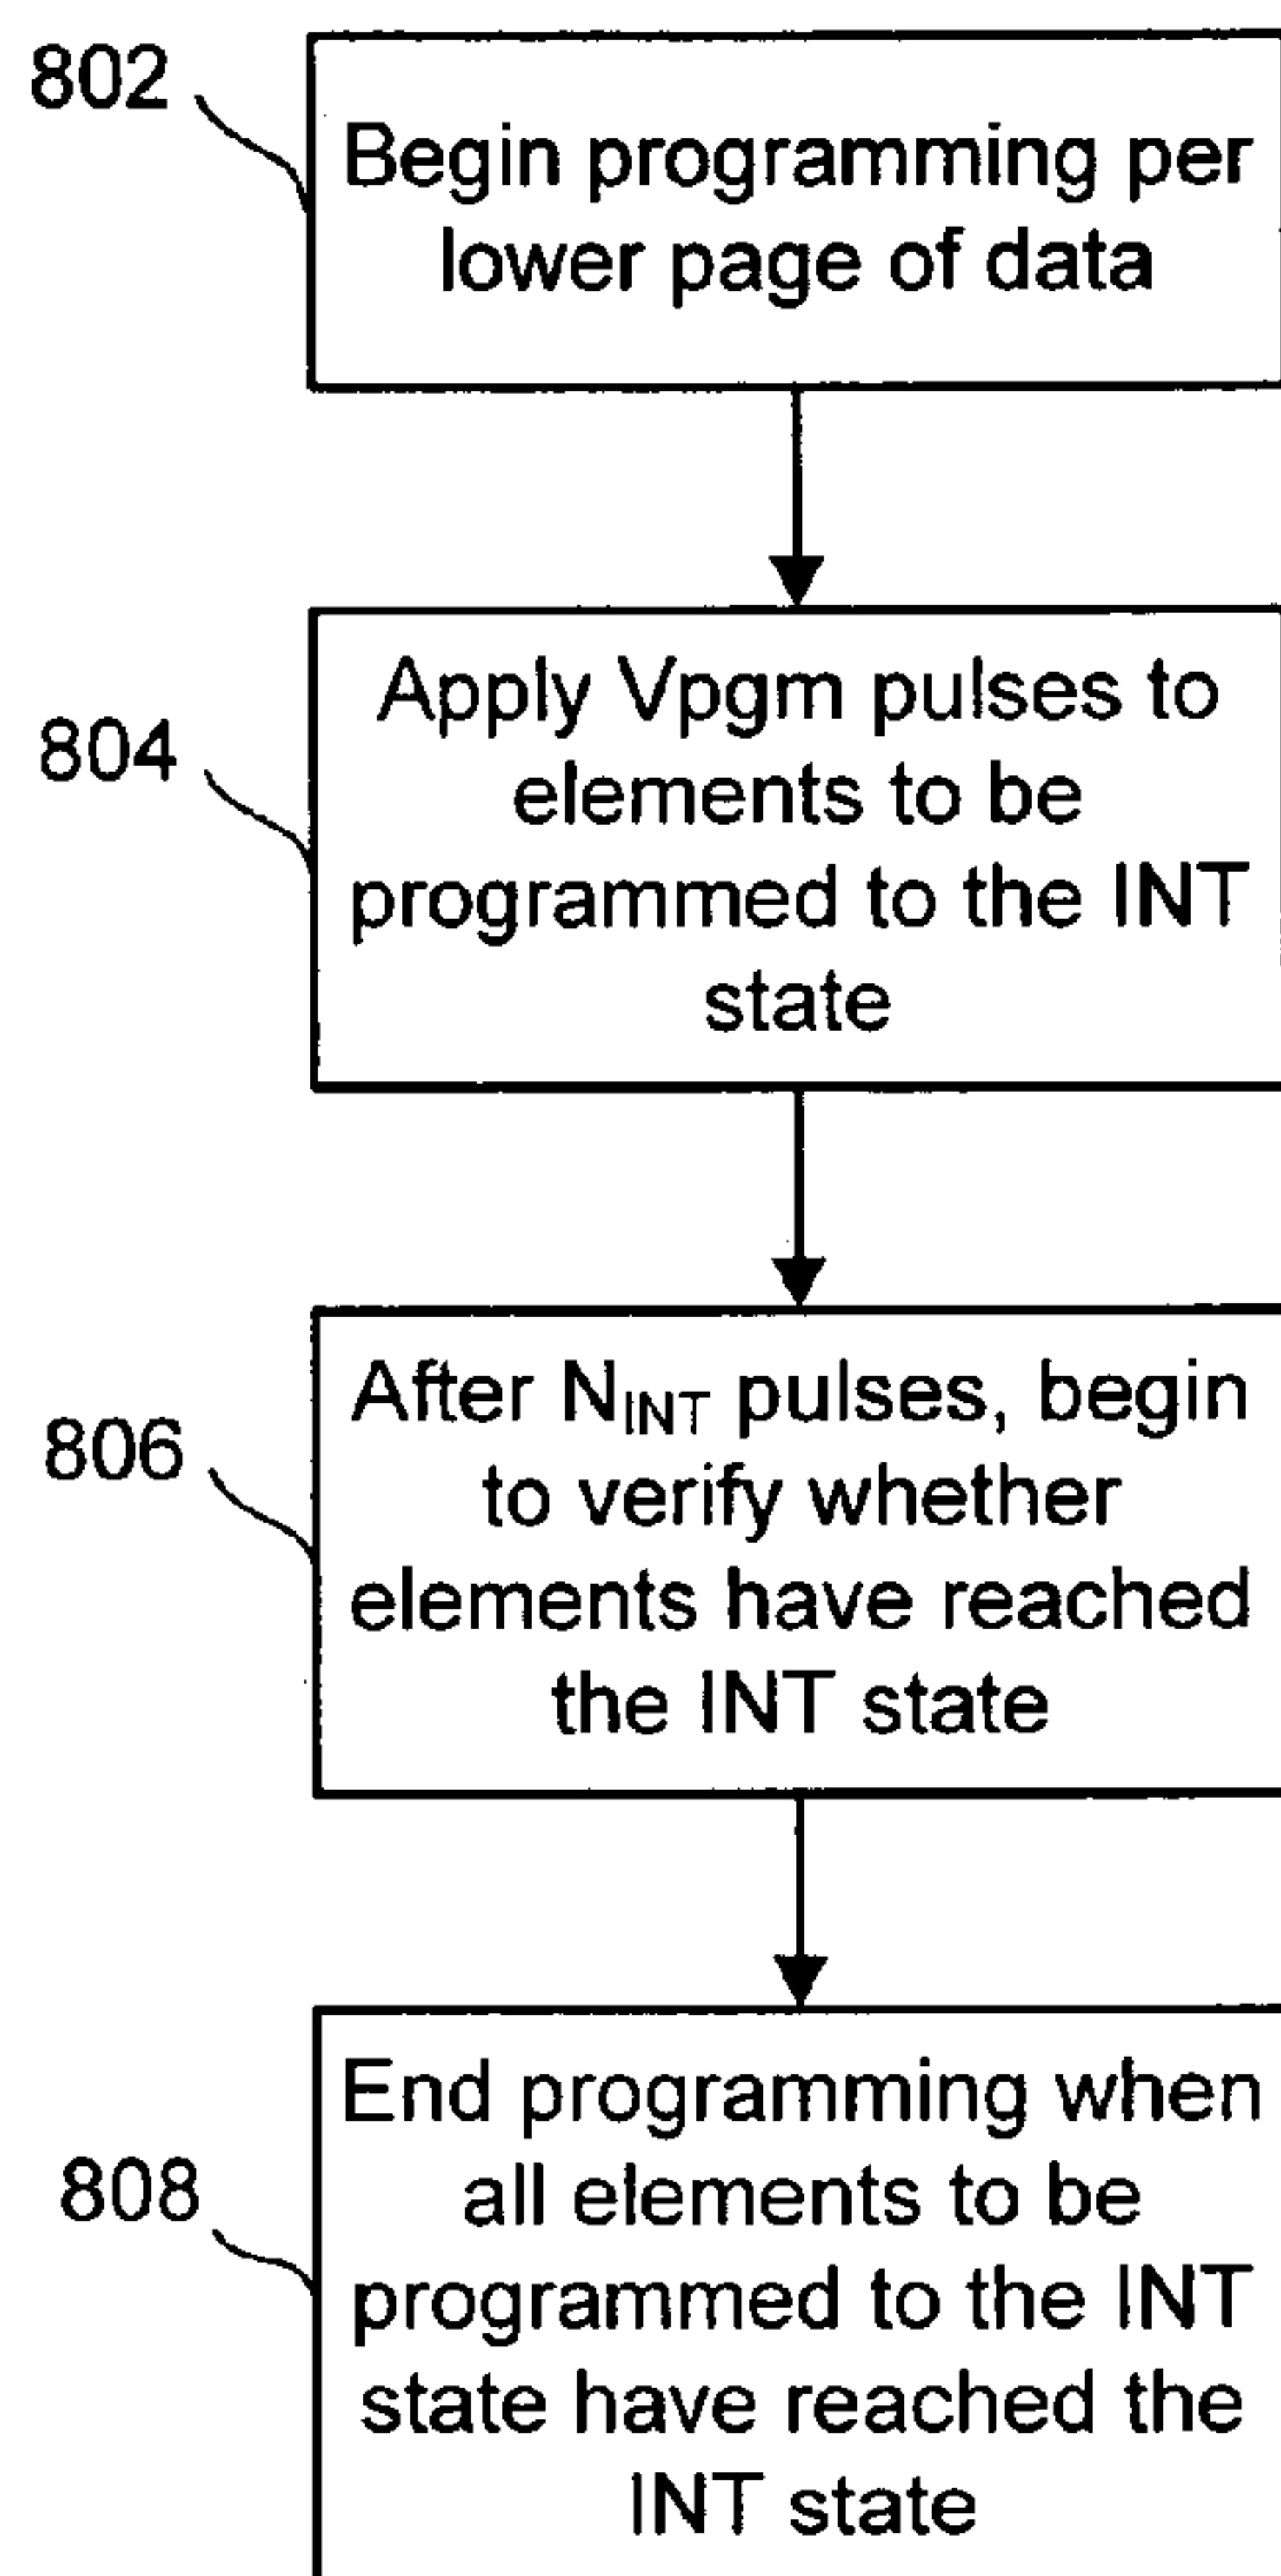 802
Begin programming per
lower page of data
804
Apply Vpgm pulses to
elements to be
programmed to the INT
state
806
After NINT pulses, begin
to verify whether
elements have reached
the INT state
808
End programming when
all elements to be
programmed to the INT
state have reached the
INT state